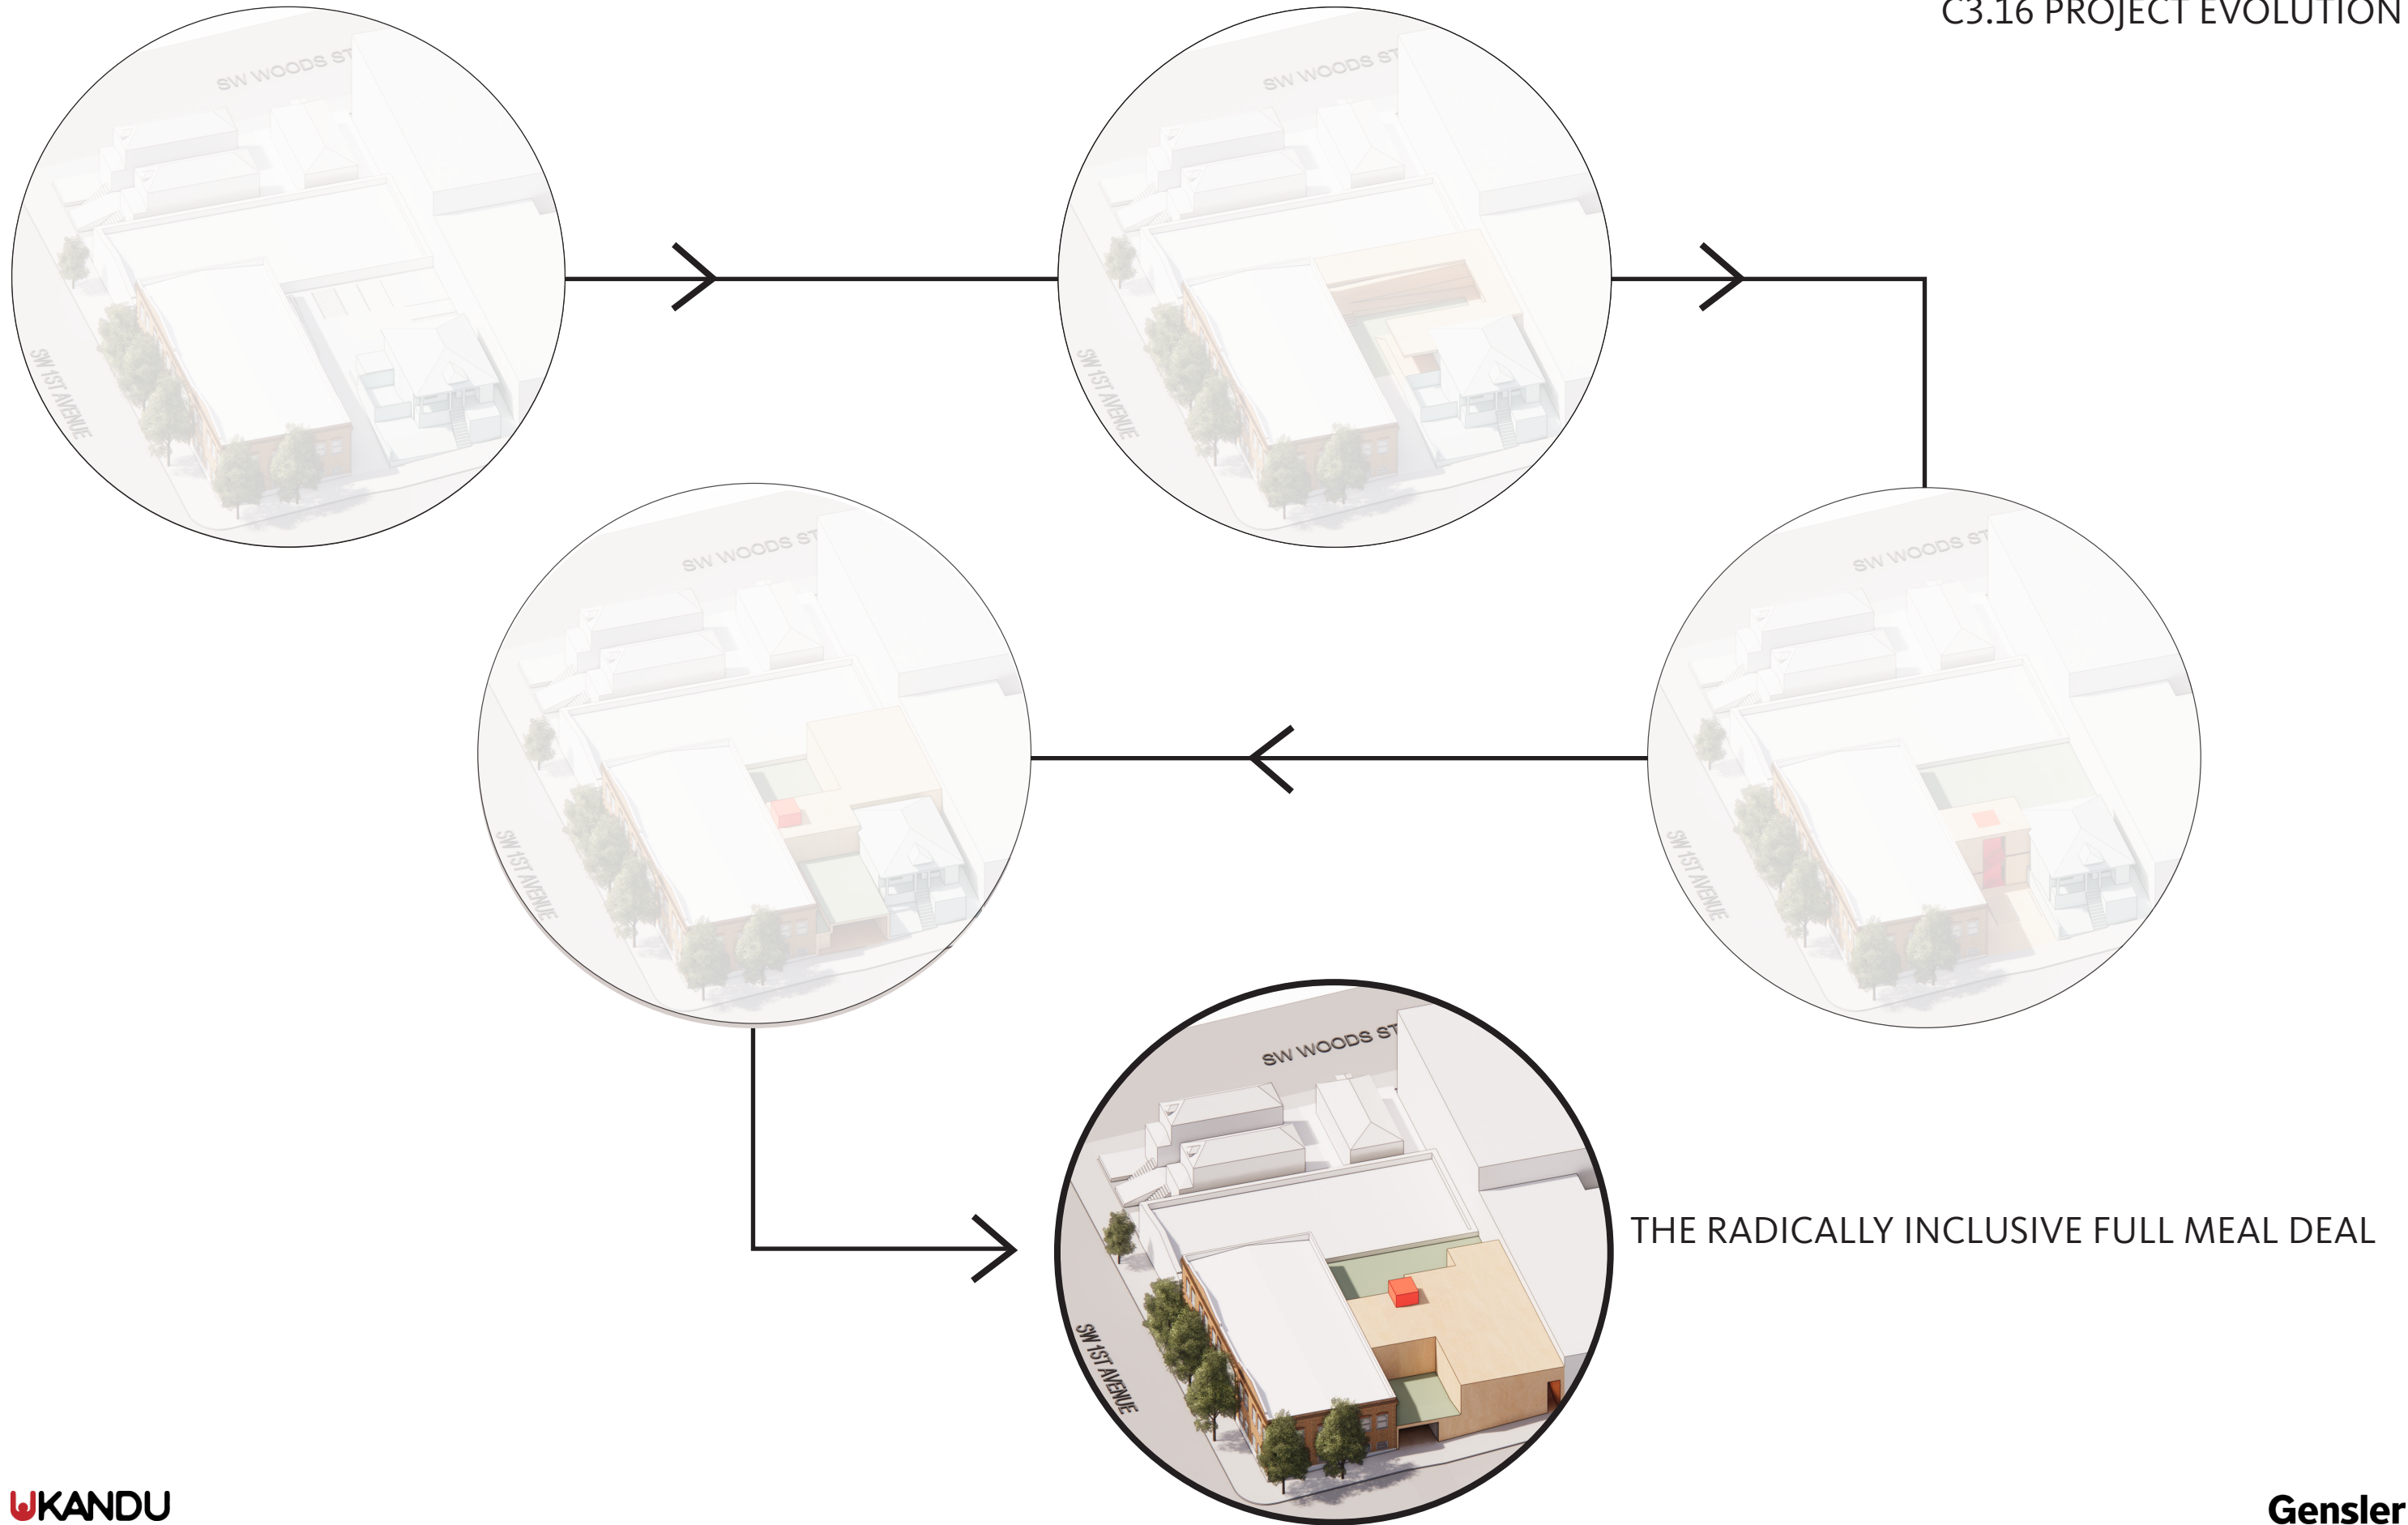 C3.16 PROJECT EVOLUTION
SW WOODS ST
SW 1ST AVENUE
SW WOODS ST
SW 1ST AVENUE
SW WOODS ST
SW 1ST AVENUE
SW WOODS ST
SW 1ST AVENUE
SW WOODS ST
SW 1ST AVENUE
THE RADICALLY INCLUSIVE FULL MEAL DEAL
UKANDU
Gensler